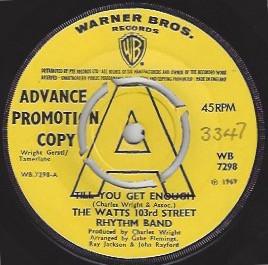 WARNER BROS.
RECORDS
WB
ADVANCE
PROMOTION
COPY
45RPM
3347
Wright Gerstl/
Tamerlane
WB
7298
WB.7298-A
℗ 1969
A
TILL YOU GET ENOUGH
(Charles Wright & Assoc.)
THE WATTS 103rd STREET
RHYTHM BAND
Produced by Charles Wright
Arranged by Gabe Flemings,
Ray Jackson & John Rayford